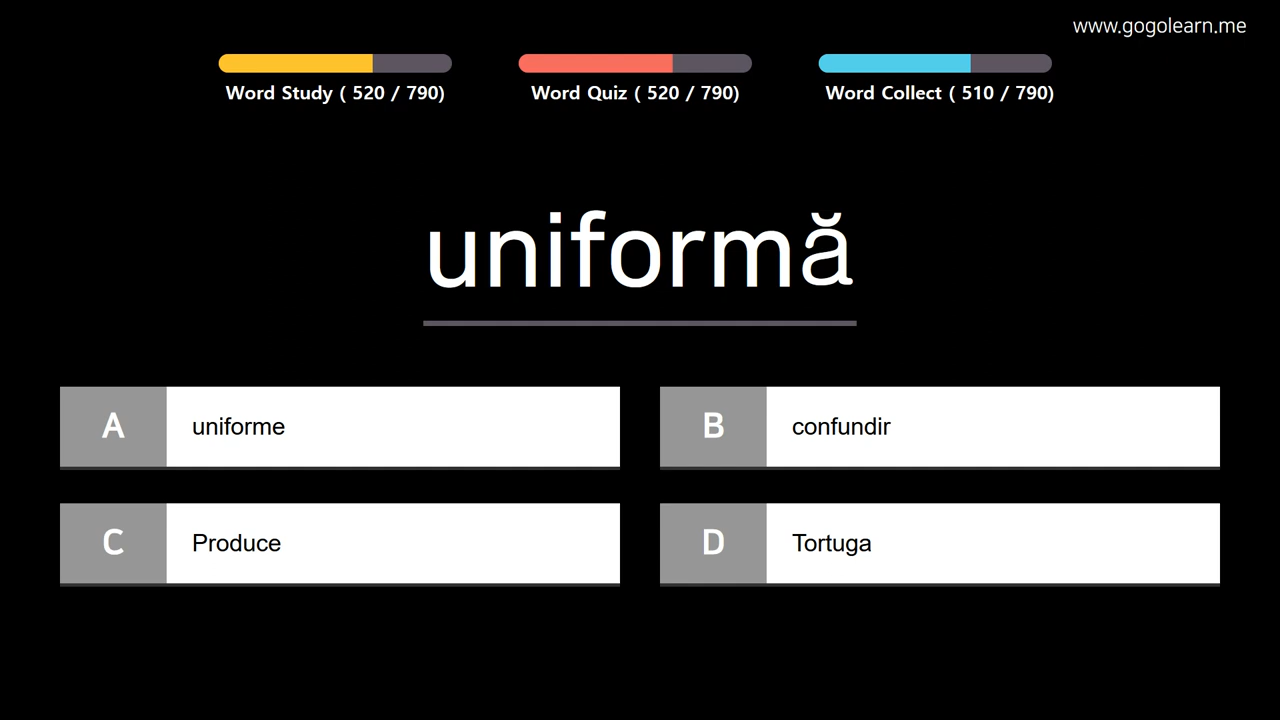 www.gogolearn.me
Word Study ( 520 / 790)
Word Quiz ( 520 / 790)
Word Collect ( 510 / 790)
uniformă
A uniforme
B confundir
C Produce
D Tortuga